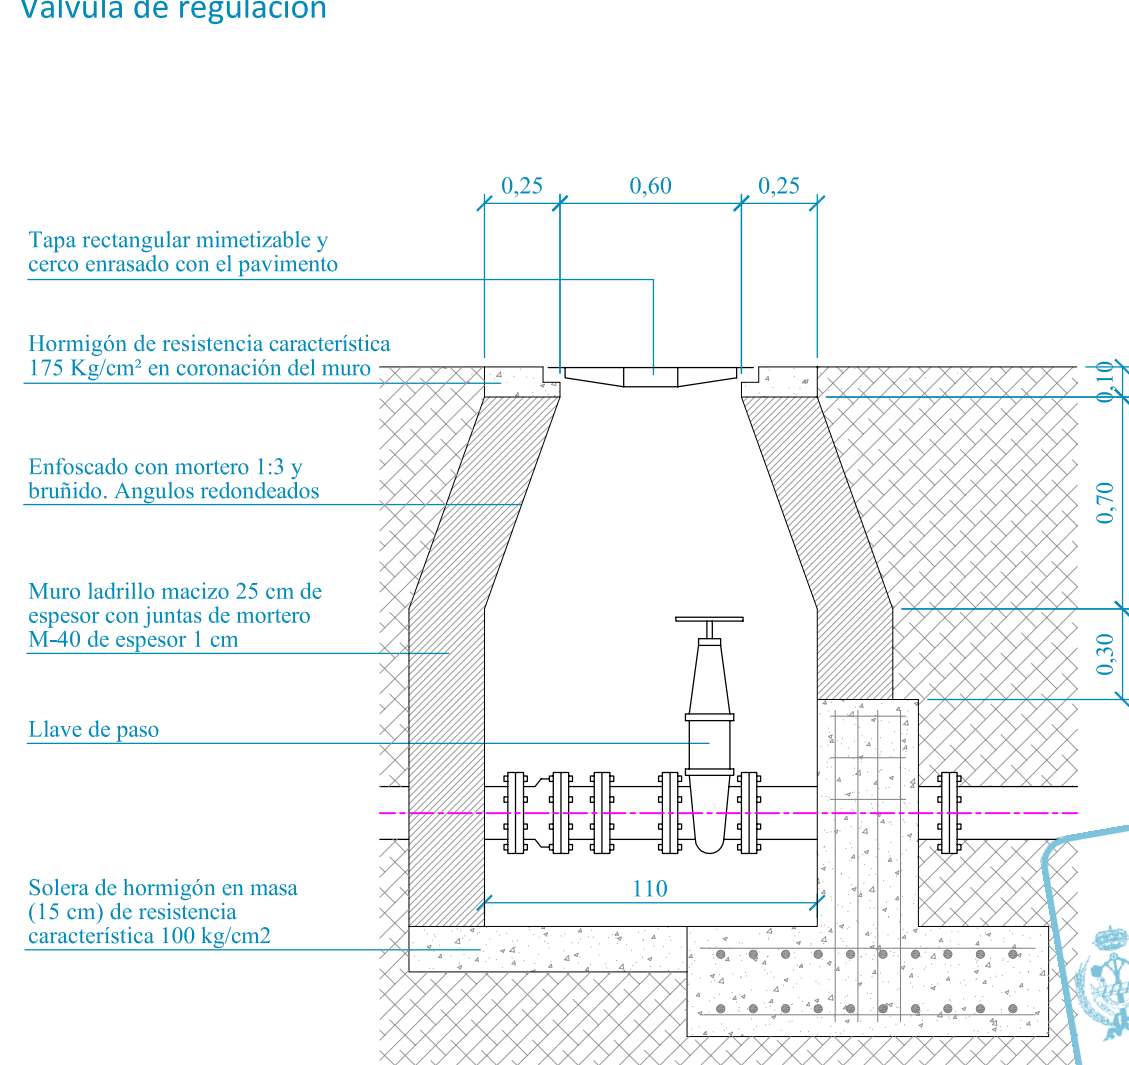 Válvula de regulación
0,25
0,60
0,25
Tapa rectangular mimetizable y
cerco enrasado con el pavimento
Hormigón de resistencia característica
175 Kg/cm² en coronación del muro
0,10
Enfoscado con mortero 1:3 y
bruñido. Angulos redondeados
0,70
Muro ladrillo macizo 25 cm de
espesor con juntas de mortero
M-40 de espesor 1 cm
0,30
Llave de paso
110
Solera de hormigón en masa
(15 cm) de resistencia
característica 100 kg/cm2